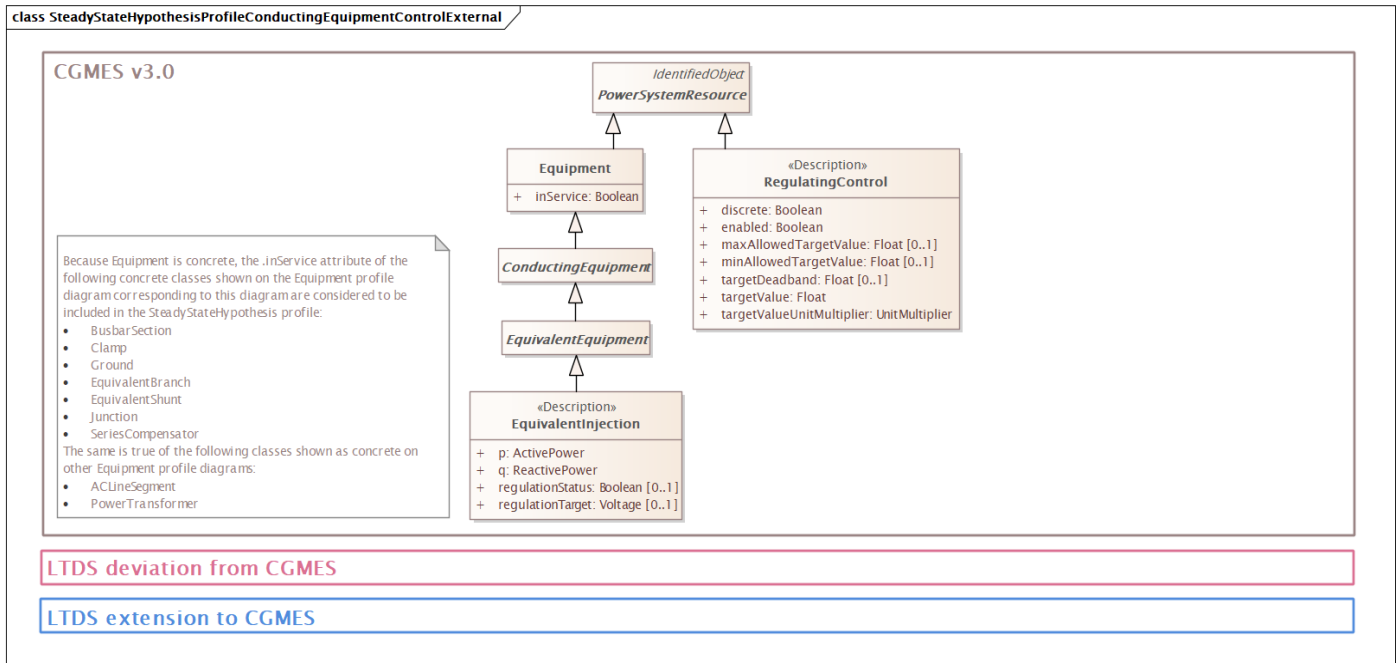 class SteadyStateHypothesisProfileConductingEquipmentControlExternal
CGMES v3.0
IdentifiedObject
PowerSystemResource
Equipment
+ inService: Boolean
«Description»
RegulatingControl
+ discrete: Boolean
+ enabled: Boolean
+ maxAllowedTargetValue: Float [0..1]
+ minAllowedTargetValue: Float [0..1]
+ targetDeadband: Float [0..1]
+ targetValue: Float
+ targetValueUnitMultiplier: UnitMultiplier
ConductingEquipment
EquivalentEquipment
«Description»
EquivalentInjection
+ p: ActivePower
+ q: ReactivePower
+ regulationStatus: Boolean [0..1]
+ regulationTarget: Voltage [0..1]
Because Equipment is concrete, the .inService attribute of the
following concrete classes shown on the Equipment profile
diagram corresponding to this diagram are considered to be
included in the SteadyStateHypothesis profile:
• BusbarSection
• Clamp
• Ground
• EquivalentBranch
• EquivalentShunt
• Junction
• SeriesCompensator
The same is true of the following classes shown as concrete on
other Equipment profile diagrams:
• ACLineSegment
• PowerTransformer
LTDS deviation from CGMES
LTDS extension to CGMES